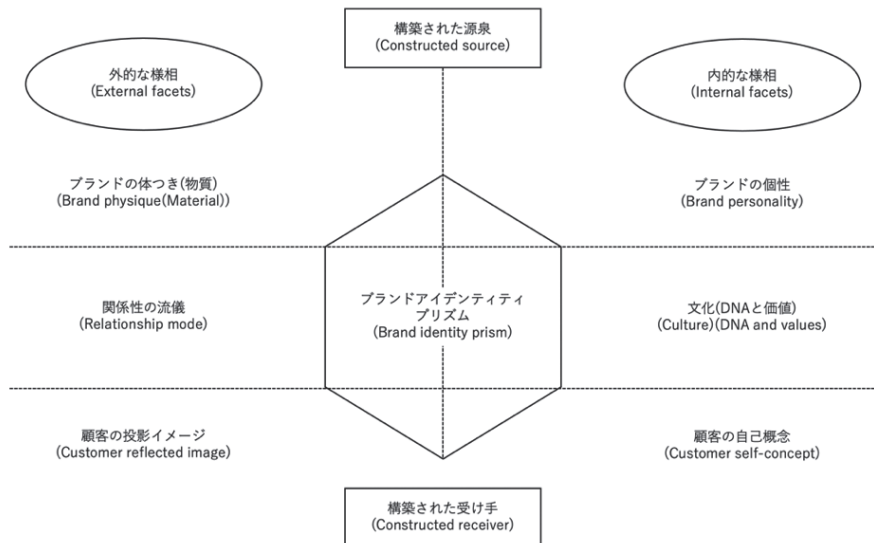 構築された源泉
(Constructed source)
外的な様相
(External facets)
内的な様相
(Internal facets)
ブランドの体つき(物質)
(Brand physique(Material))
ブランドの個性
(Brand personality)
関係性の流儀
(Relationship mode)
ブランドアイデンティティ
プリズム
(Brand identity prism)
文化(DNAと価値)
(Culture)(DNA and values)
顧客の投影イメージ
(Customer reflected image)
顧客の自己概念
(Customer self-concept)
構築された受け手
(Constructed receiver)